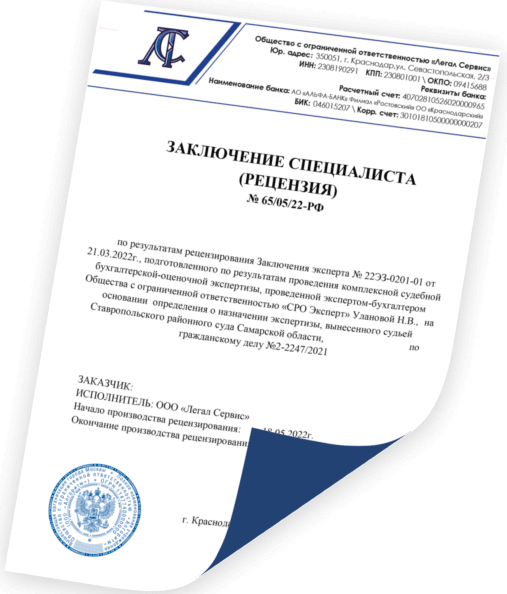 Общество с ограниченной ответственностью «Легал Сервис»
Юр. адрес: 350051, г. Краснодар,ул. Севастопольская, 2/3
ИНН: 2308190291 КПП: 230801001 \ ОКПО: 09415688
Реквизиты банка:
Расчетный счет: 40702810526020000965
Наименование банка: АО «АЛЬФА-БАНК» Филиал «Ростовский» ОО «Краснодарский»
БИК: 046015207 \ Корр. счет: 30101810500000000207
ЗАКЛЮЧЕНИЕ СПЕЦИАЛИСТА
(РЕЦЕНЗИЯ)
№ 65/05/22-РФ
по результатам рецензирования Заключения эксперта № 22ЭЗ-0201-01 от
21.03.2022г., подготовленного по результатам проведения комплексной судебной
бухгалтерской-оценочной экспертизы, проведенной экспертом-бухгалтером
Общества с ограниченной ответственностью «СРО Эксперт» Улановой Н.В., на
основании определения о назначении экспертизы, вынесенного судьей
Ставропольского районного суда Самарской области, по
гражданскому делу №2-2247/2021
ЗАКАЗЧИК:
ИСПОЛНИТЕЛЬ: ООО «Легал Сервис»
Начало производства рецензирования: 18.05.2022г.
Окончание производства рецензирован
г. Краснода